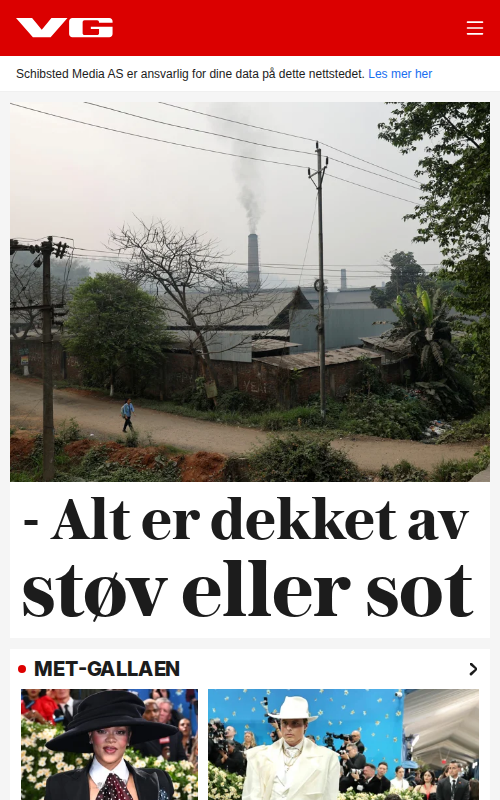 VG
Schibsted Media AS er ansvarlig for dine data på dette nettstedet. Les mer her
- Alt er dekket av
støv eller sot
MET-GALLAEN